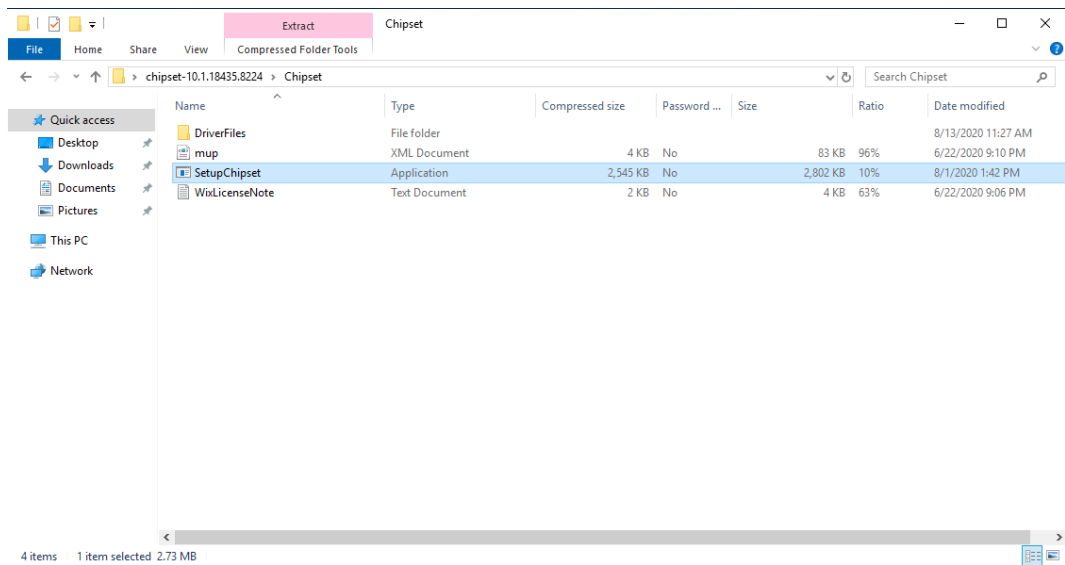 Extract Chipset
File Home Share View Compressed Folder Tools
chipset-10.1.18435.8224 > Chipset Search Chipset
Name Type Compressed size Password ... Size Ratio Date modified
Quick access
Desktop
Downloads
Documents
Pictures
This PC
Network
DriverFiles File folder 8/13/2020 11:27 AM
mup XML Document 4 KB No 83 KB 96% 6/22/2020 9:10 PM
SetupChipset Application 2,545 KB No 2,802 KB 10% 8/1/2020 1:42 PM
WixLicenseNote Text Document 2 KB No 4 KB 63% 6/22/2020 9:06 PM
4 items 1 item selected 2.73 MB